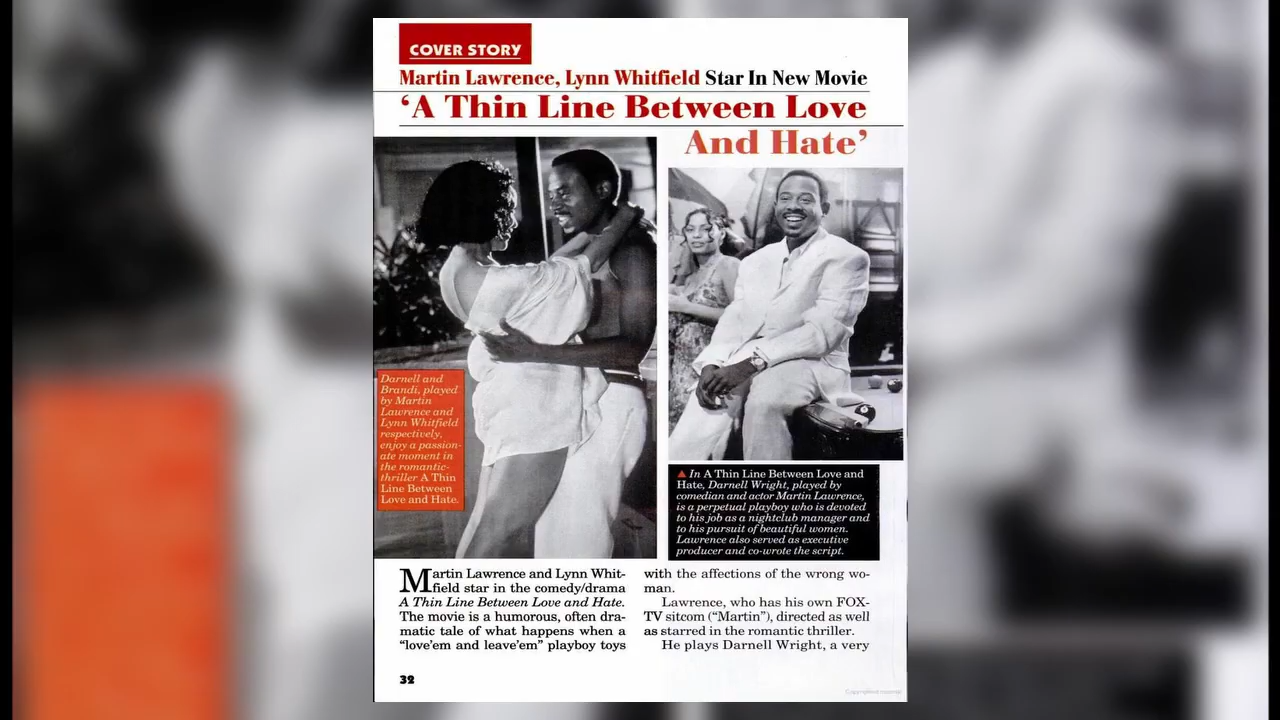 COVER STORY
Martin Lawrence, Lynn Whitfield Star In New Movie
‘A Thin Line Between Love
And Hate’
Darnell and
Brandi, played
by Martin
Lawrence and
Lynn Whitfield
respectively,
enjoy a passion-
ate moment in
the romantic-
thriller A Thin
Line Between
Love and Hate.
▲ In A Thin Line Between Love and
Hate, Darnell Wright, played by
comedian and actor Martin Lawrence,
is a perpetual playboy who is devoted
to his job as a nightclub manager and
to his pursuit of beautiful women.
Lawrence also served as executive
producer and co-wrote the script.
Martin Lawrence and Lynn Whit-
field star in the comedy/drama
A Thin Line Between Love and Hate.
The movie is a humorous, often dra-
matic tale of what happens when a
“love’em and leave’em” playboy toys
with the affections of the wrong wo-
man.
Lawrence, who has his own FOX-
TV sitcom (“Martin”), directed as well
as starred in the romantic thriller.
He plays Darnell Wright, a very
32
Copyrighted material